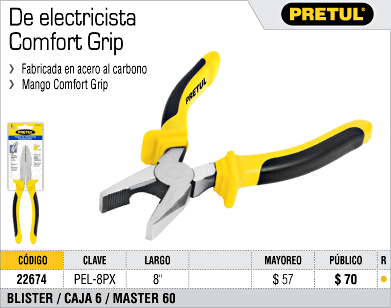 De electricista
Comfort Grip
PRETUL®
› Fabricada en acero al carbono
› Mango Comfort Grip
PRETUL
CÓDIGO CLAVE LARGO MAYOREO PÚBLICO R
22674 PEL-8PX 8" $ 57 $ 70
BLISTER / CAJA 6 / MASTER 60